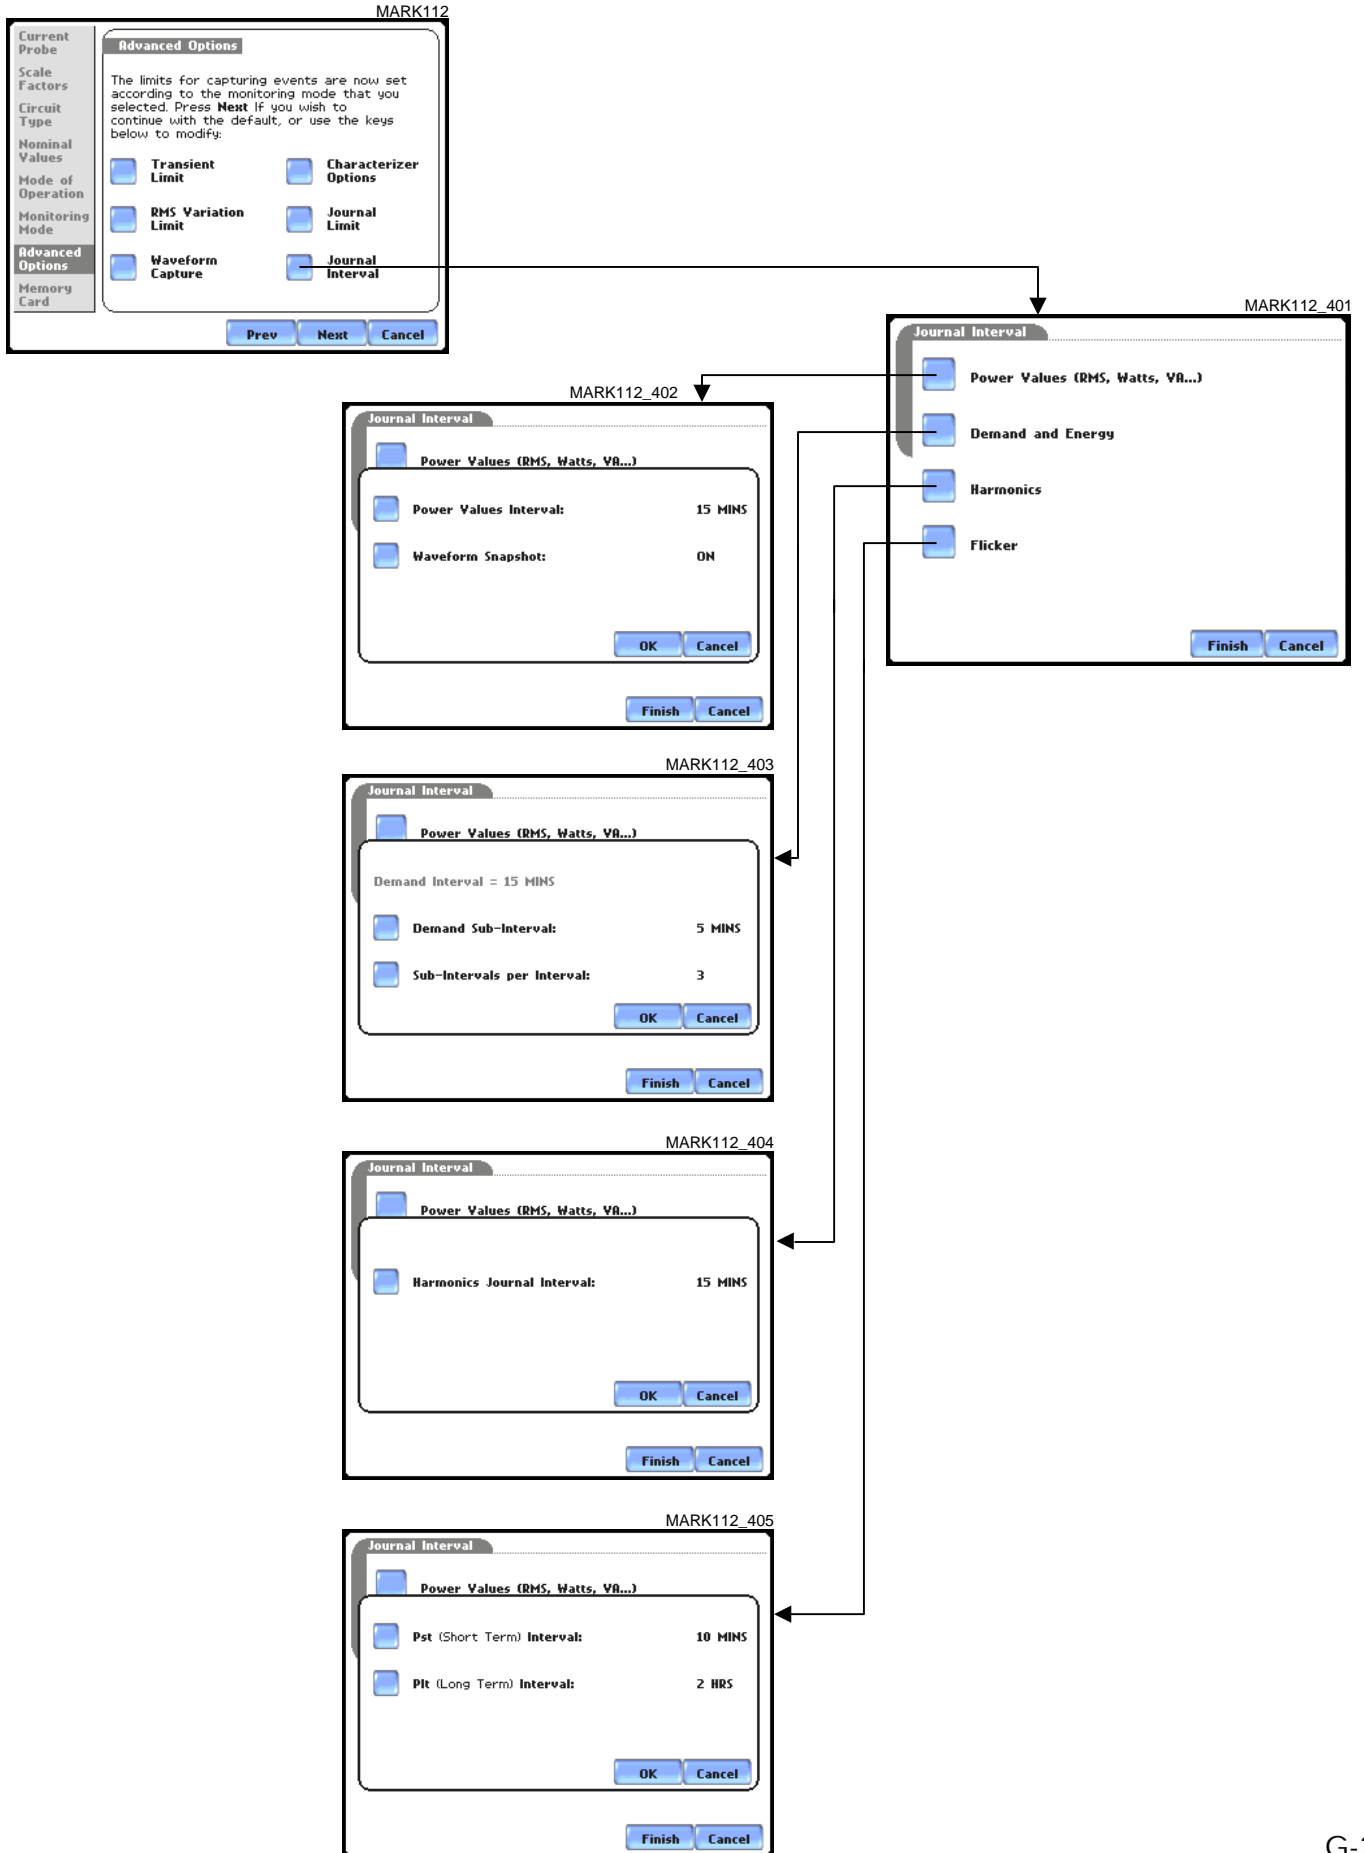 MARK112
Current
Probe
Scale
Factors
Circuit
Type
Nominal
Values
Mode of
Operation
Monitoring
Mode
Advanced
Options
Memory
Card
Advanced Options
The limits for capturing events are now set
according to the monitoring mode that you
selected. Press Next If you wish to
continue with the default, or use the keys
below to modify:
Transient
Limit
Characterizer
Options
RMS Variation
Limit
Journal
Limit
Waveform
Capture
Journal
Interval
Prev Next Cancel
MARK112_401
Journal Interval
Power Values (RMS, Watts, VA...)
Demand and Energy
Harmonics
Flicker
Finish Cancel
MARK112_402
Journal Interval
Power Values (RMS, Watts, VA...)
Power Values Interval: 15 MINS
Waveform Snapshot: ON
OK Cancel
Finish Cancel
MARK112_403
Journal Interval
Power Values (RMS, Watts, VA...)
Demand Interval = 15 MINS
Demand Sub-Interval: 5 MINS
Sub-Intervals per Interval: 3
OK Cancel
Finish Cancel
MARK112_404
Journal Interval
Power Values (RMS, Watts, VA...)
Harmonics Journal Interval: 15 MINS
OK Cancel
Finish Cancel
MARK112_405
Journal Interval
Power Values (RMS, Watts, VA...)
Pst (Short Term) Interval: 10 MINS
Plt (Long Term) Interval: 2 HRS
OK Cancel
Finish Cancel